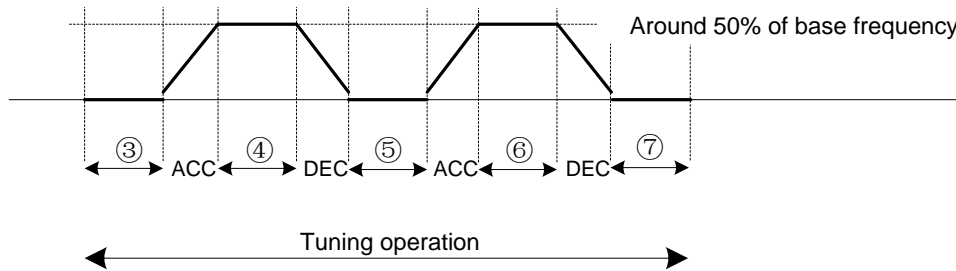 Around 50% of base frequency
③ ACC ④ DEC ⑤ ACC ⑥ DEC ⑦
Tuning operation